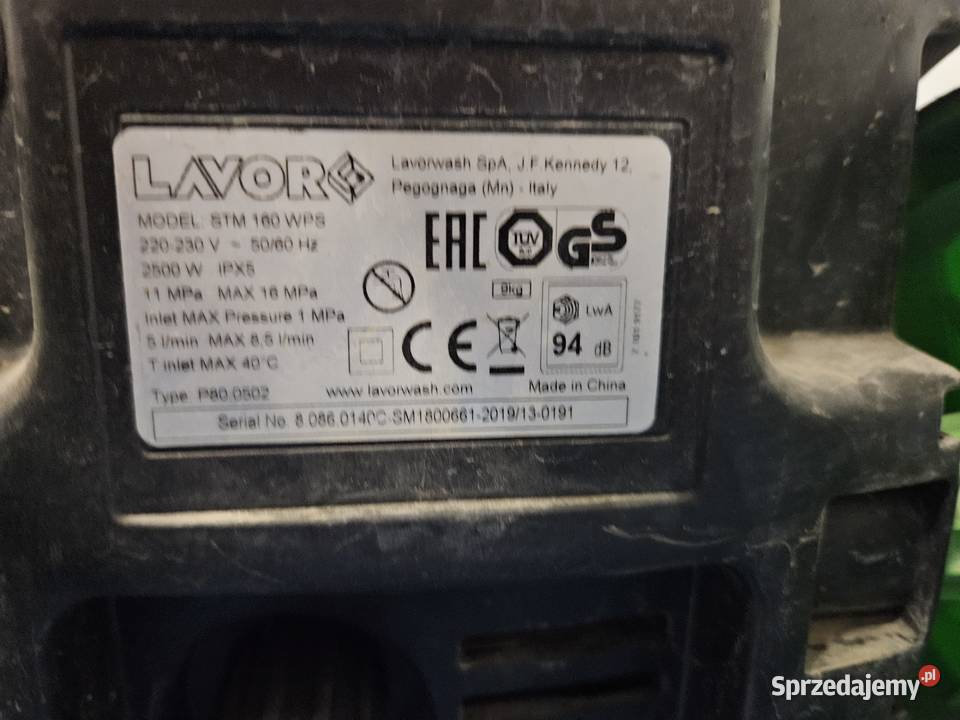 LAVOR
Lavorwash SpA, J.F. Kennedy 12,
Pegognaga (Mn) - Italy
MODEL: STM 160 WPS
220-230 V ~ 50/60 Hz
2500 W IPX5
11 MPa MAX 16 MPa
Inlet MAX Pressure 1 MPa
5 l/min MAX 8,5 l/min
T inlet MAX 40°C
Type: P80.0502
EAC
TÜV
GS
9kg
LwA
94 dB
CE
www.lavorwash.com
Made in China
Serial No. 8.086.0140C-SM1800661-2019/13-0191
Sprzedajemy.pl